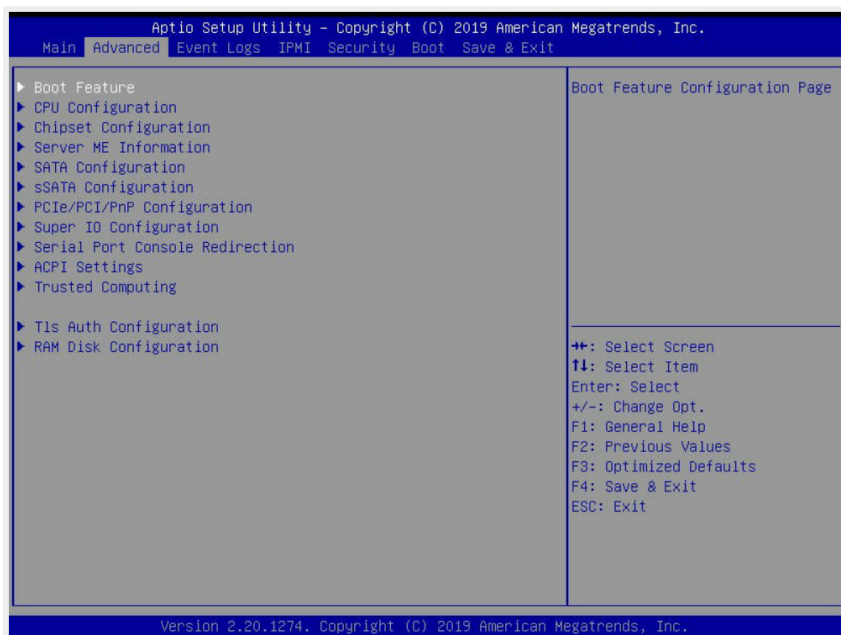 Aptio Setup Utility – Copyright (C) 2019 American Megatrends, Inc.
Main Advanced Event Logs IPMI Security Boot Save & Exit
▶ Boot Feature
▶ CPU Configuration
▶ Chipset Configuration
▶ Server ME Information
▶ SATA Configuration
▶ sSATA Configuration
▶ PCIe/PCI/PnP Configuration
▶ Super IO Configuration
▶ Serial Port Console Redirection
▶ ACPI Settings
▶ Trusted Computing
▶ Tls Auth Configuration
▶ RAM Disk Configuration
Boot Feature Configuration Page
→←: Select Screen
↑↓: Select Item
Enter: Select
+/-: Change Opt.
F1: General Help
F2: Previous Values
F3: Optimized Defaults
F4: Save & Exit
ESC: Exit
Version 2.20.1274. Copyright (C) 2019 American Megatrends, Inc.